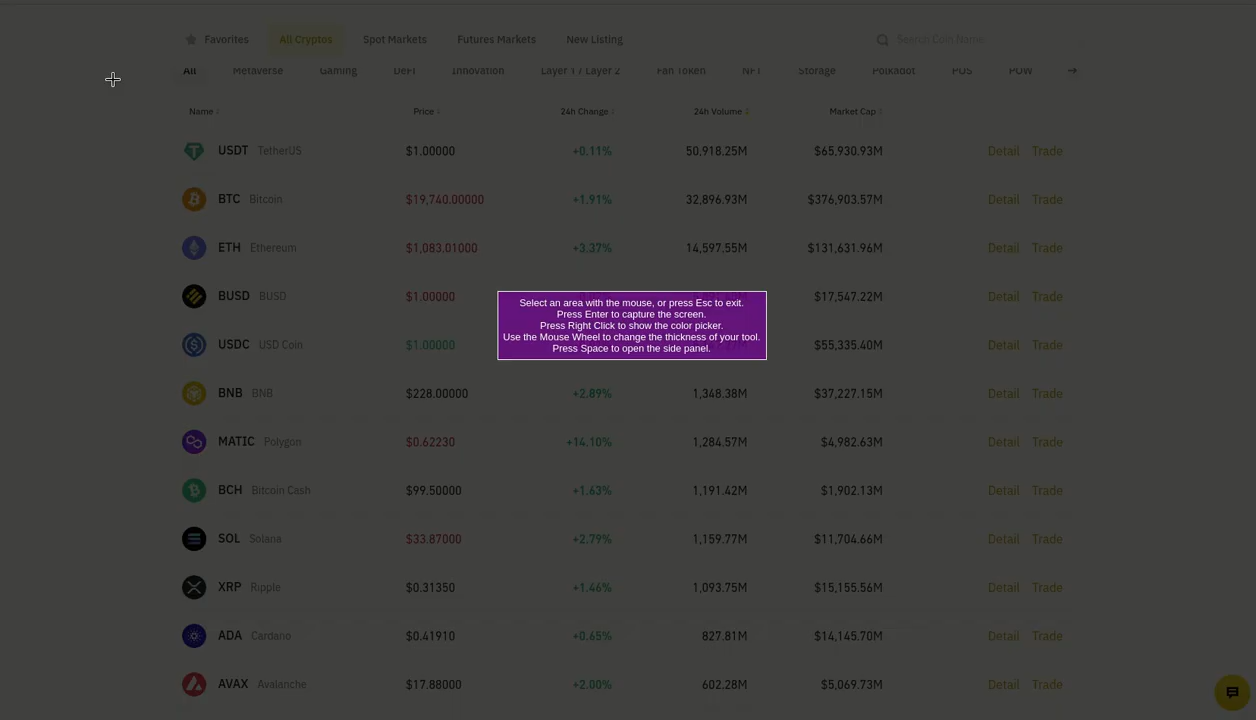 Favorites All Cryptos Spot Markets Futures Markets New Listing Search Coin Name
All Metaverse Gaming DeFi Innovation Layer 1 / Layer 2 Fan Token NFT Storage Polkadot POS POW
Name Price 24h Change 24h Volume Market Cap
USDT TetherUS $1.00000 +0.11% 50,918.25M $65,930.93M Detail Trade
BTC Bitcoin $19,740.00000 +1.91% 32,896.93M $376,903.57M Detail Trade
ETH Ethereum $1,083.01000 +3.37% 14,597.55M $131,631.96M Detail Trade
BUSD BUSD $1.00000 $17,547.22M Detail Trade
Select an area with the mouse, or press Esc to exit.
Press Enter to capture the screen.
Press Right Click to show the color picker.
Use the Mouse Wheel to change the thickness of your tool.
Press Space to open the side panel.
USDC USD Coin $1.00000 $55,335.40M Detail Trade
BNB BNB $228.00000 +2.89% 1,348.38M $37,227.15M Detail Trade
MATIC Polygon $0.62230 +14.10% 1,284.57M $4,982.63M Detail Trade
BCH Bitcoin Cash $99.50000 +1.63% 1,191.42M $1,902.13M Detail Trade
SOL Solana $33.87000 +2.79% 1,159.77M $11,704.66M Detail Trade
XRP Ripple $0.31350 +1.46% 1,093.75M $15,155.56M Detail Trade
ADA Cardano $0.41910 +0.65% 827.81M $14,145.70M Detail Trade
AVAX Avalanche $17.88000 +2.00% 602.28M $5,069.73M Detail Trade